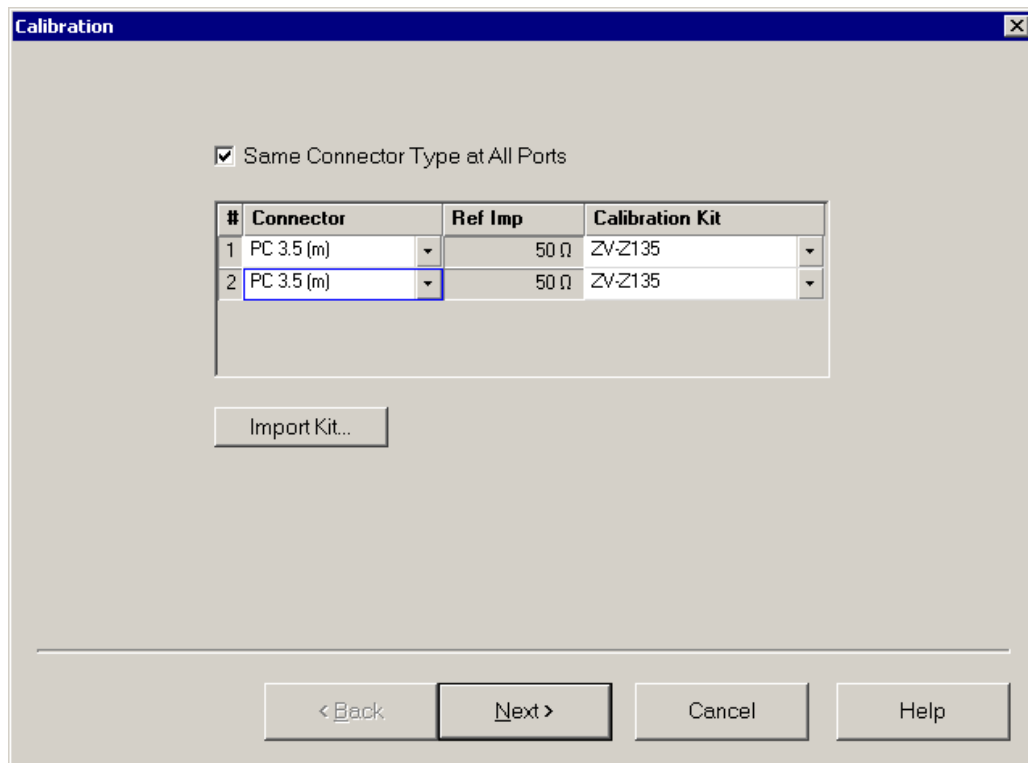 Calibration
Same Connector Type at All Ports
# Connector Ref Imp Calibration Kit
1 PC 3.5 (m) 50 Ω ZV-Z135
2 PC 3.5 (m) 50 Ω ZV-Z135
Import Kit...
< Back Next > Cancel Help